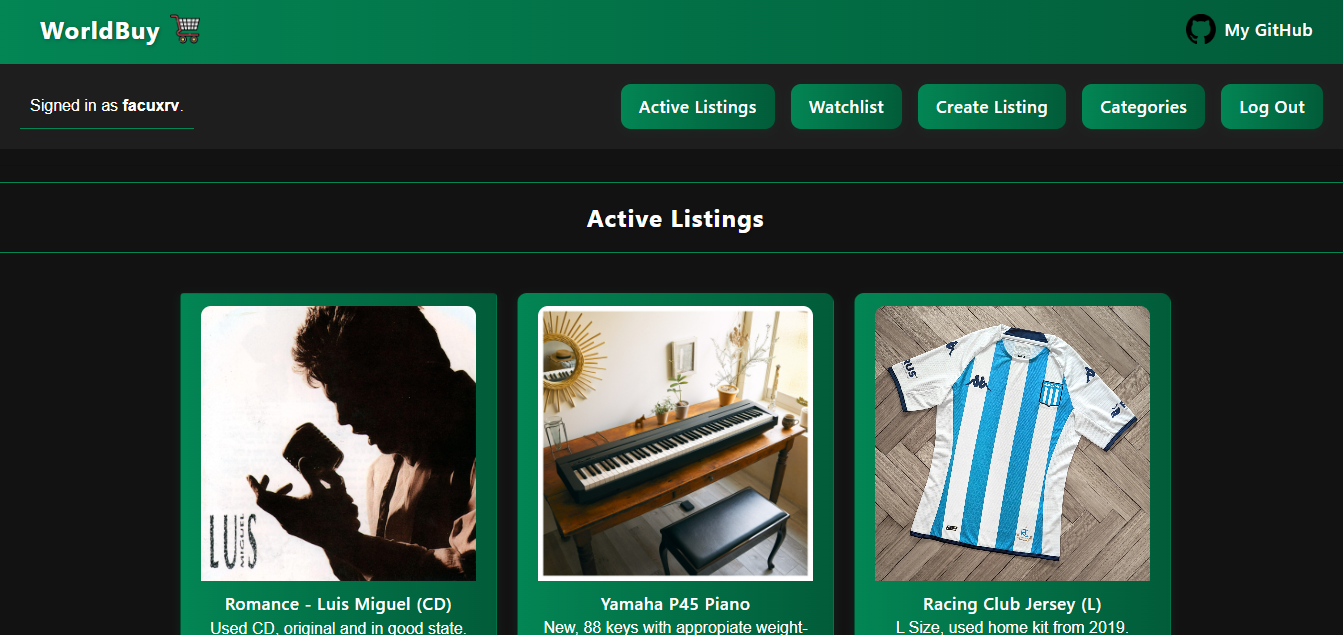 WorldBuy
My GitHub
Signed in as facuxrv.
Active Listings
Watchlist
Create Listing
Categories
Log Out
Active Listings
LUIS
MIGUEL
Romance - Luis Miguel (CD)
Used CD, original and in good state.
Yamaha P45 Piano
New, 88 keys with appropiate weight-
Racing Club Jersey (L)
L Size, used home kit from 2019.